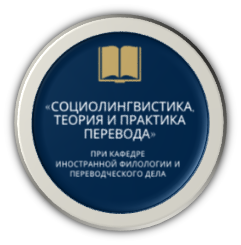 «СОЦИОЛИНГВИСТИКА,
ТЕОРИЯ И ПРАКТИКА
ПЕРЕВОДА»
ПРИ КАФЕДРЕ
ИНОСТРАННОЙ ФИЛОЛОГИИ И
ПЕРЕВОДЧЕСКОГО ДЕЛА